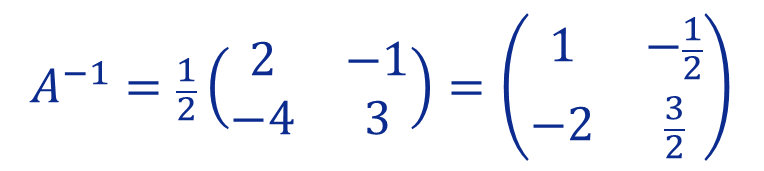 A⁻¹ = ½ (2 −1; −4 3) = (1 −½; −2 3/2)